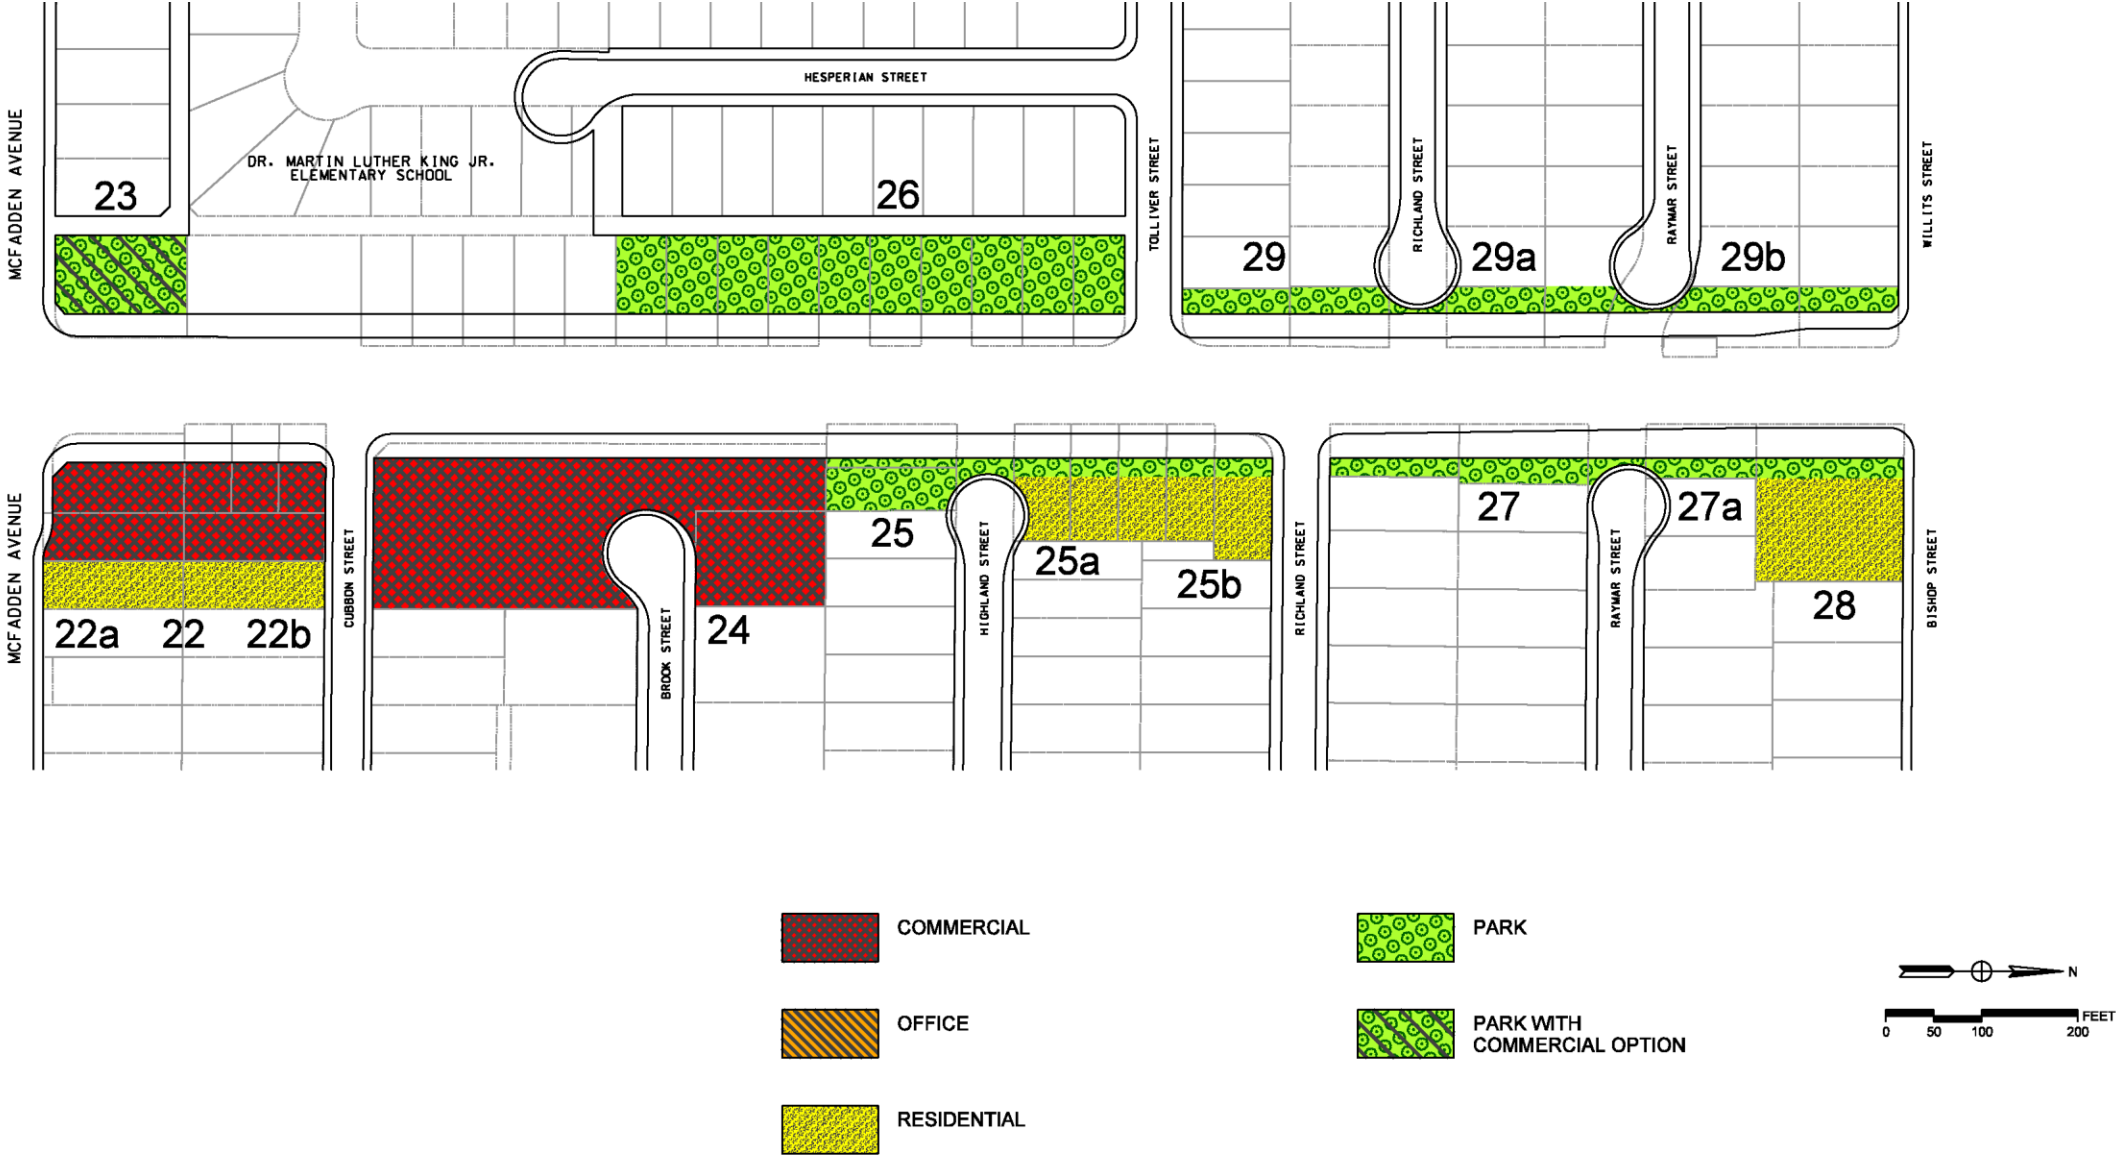 HESPERIAN STREET
MCFADDEN AVENUE
DR. MARTIN LUTHER KING JR.
ELEMENTARY SCHOOL
23
26
TOLLIVER STREET
RICHLAND STREET
RAYMAR STREET
WILLITS STREET
29
29a
29b
MCFADDEN AVENUE
CUBBON STREET
BROOK STREET
HIGHLAND STREET
RICHLAND STREET
RAYMAR STREET
BISHOP STREET
22a
22
22b
24
25
25a
25b
27
27a
28
COMMERCIAL
OFFICE
RESIDENTIAL
PARK
PARK WITH
COMMERCIAL OPTION
N
FEET
0 50 100 200